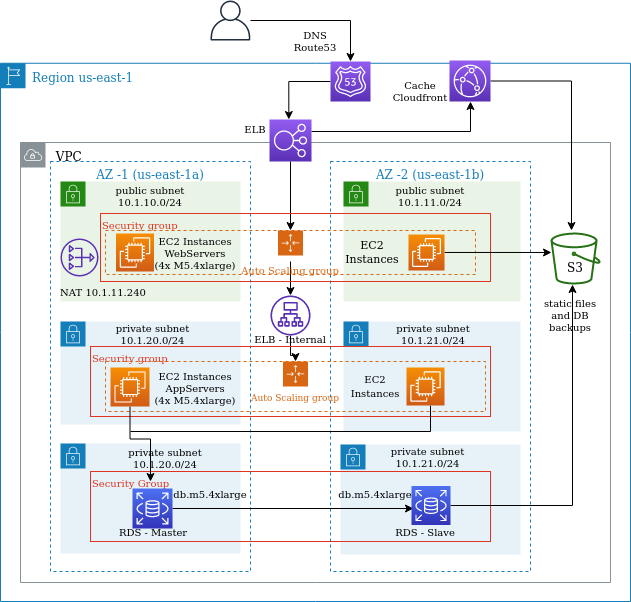 DNS
Route53
Region us-east-1
53
Cache
Cloudfront
ELB
VPC
AZ -1 (us-east-1a)
AZ -2 (us-east-1b)
public subnet
10.1.10.0/24
public subnet
10.1.11.0/24
Security group
EC2 Instances
WebServers
(4x M5.4xlarge)
Auto Scaling group
EC2
Instances
S3
NAT 10.1.11.240
static files
and DB
backups
private subnet
10.1.20.0/24
ELB - Internal
private subnet
10.1.21.0/24
Security group
EC2 Instances
AppServers
(4x M5.4xlarge)
Auto Scaling group
EC2
Instances
private subnet
10.1.20.0/24
private subnet
10.1.21.0/24
Security Group
db.m5.4xlarge
db.m5.4xlarge
RDS - Master
RDS - Slave